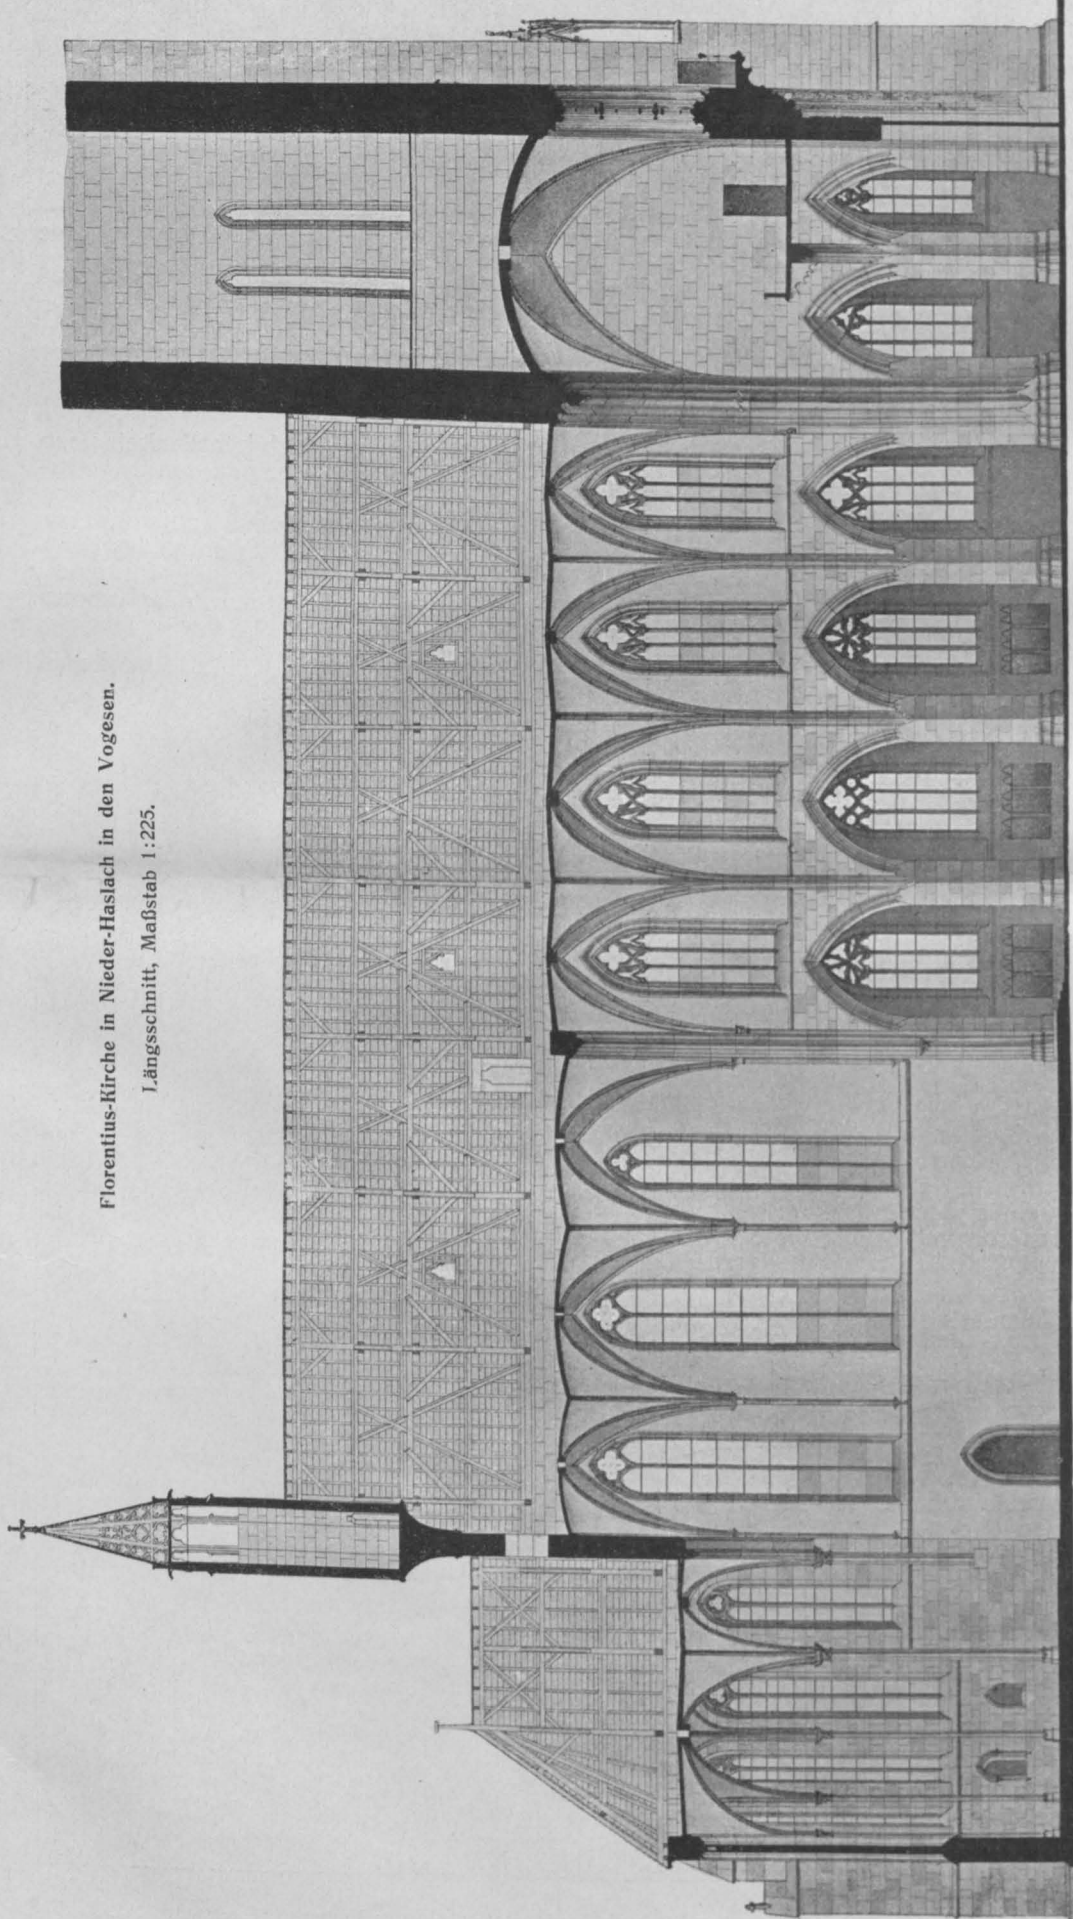 Florentius-Kirche in Nieder-Haslach in den Vogesen.
Längsschnitt, Maßstab 1:225.